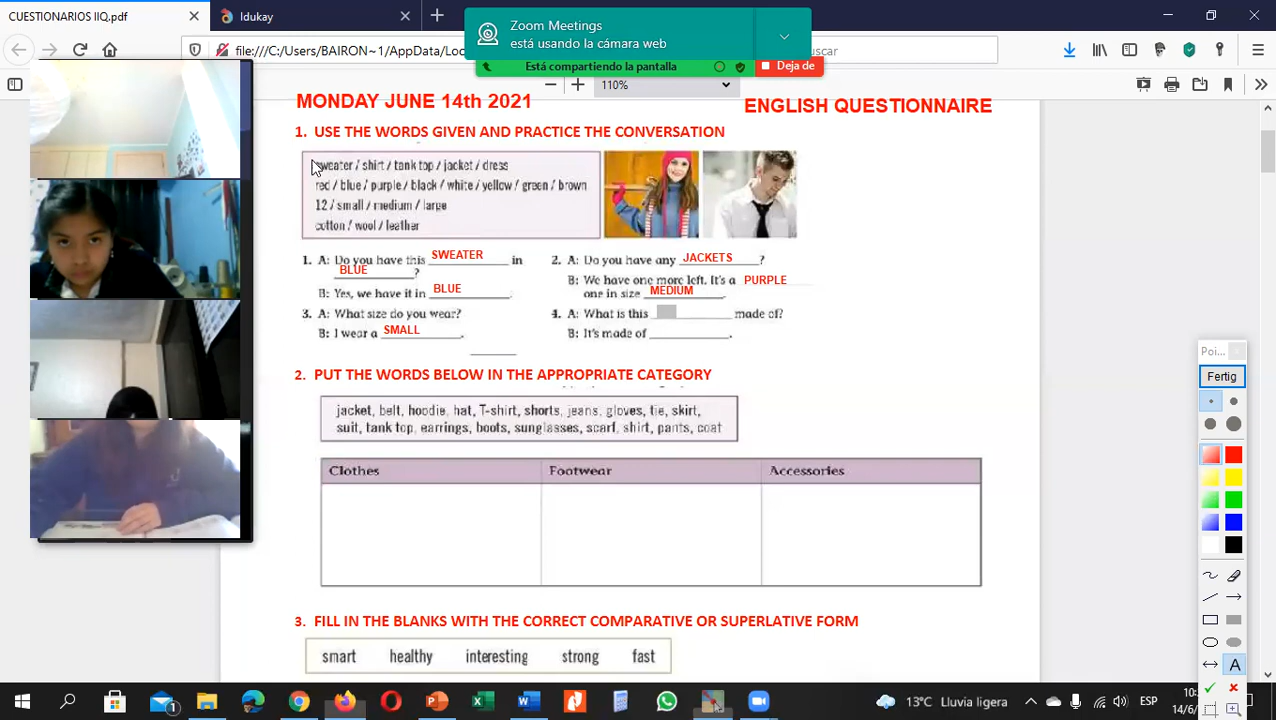 CUESTIONARIOS IIQ.pdf
Idukay
Zoom Meetings
está usando la cámara web
file:///C:/Users/BAIRON~1/AppData/Loc
uscar
Está compartiendo la pantalla
Deja de
110%
MONDAY JUNE 14th 2021
ENGLISH QUESTIONNAIRE
1. USE THE WORDS GIVEN AND PRACTICE THE CONVERSATION
sweater / shirt / tank top / jacket / dress
red / blue / purple / black / white / yellow / green / brown
12 / small / medium / large
cotton / wool / leather
1. A: Do you have this SWEATER in
BLUE ?
B: Yes, we have it in BLUE .
2. A: Do you have any JACKETS ?
B: We have one more left. It's a PURPLE
one in size MEDIUM .
3. A: What size do you wear?
B: I wear a SMALL .
4. A: What is this ________ made of?
B: It's made of ________ .
2. PUT THE WORDS BELOW IN THE APPROPRIATE CATEGORY
jacket, belt, hoodie, hat, T-shirt, shorts, jeans, gloves, tie, skirt,
suit, tank top, earrings, boots, sunglasses, scarf, shirt, pants, coat
Clothes Footwear Accessories
3. FILL IN THE BLANKS WITH THE CORRECT COMPARATIVE OR SUPERLATIVE FORM
smart healthy interesting strong fast
Poi...
Fertig
A
13°C Lluvia ligera
ESP
10:
14/6/